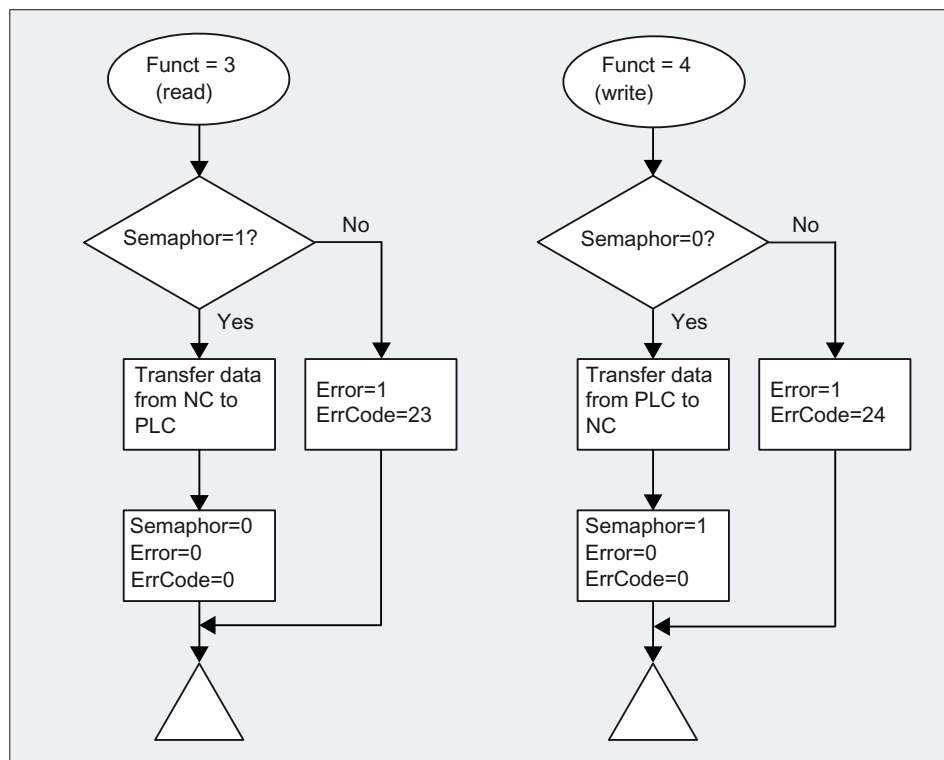 Funct = 3
(read)
Semaphor=1?
No
Yes
Transfer data
from NC to
PLC
Error=1
ErrCode=23
Semaphor=0
Error=0
ErrCode=0
Funct = 4
(write)
Semaphor=0?
No
Yes
Transfer data
from PLC to
NC
Error=1
ErrCode=24
Semaphor=1
Error=0
ErrCode=0